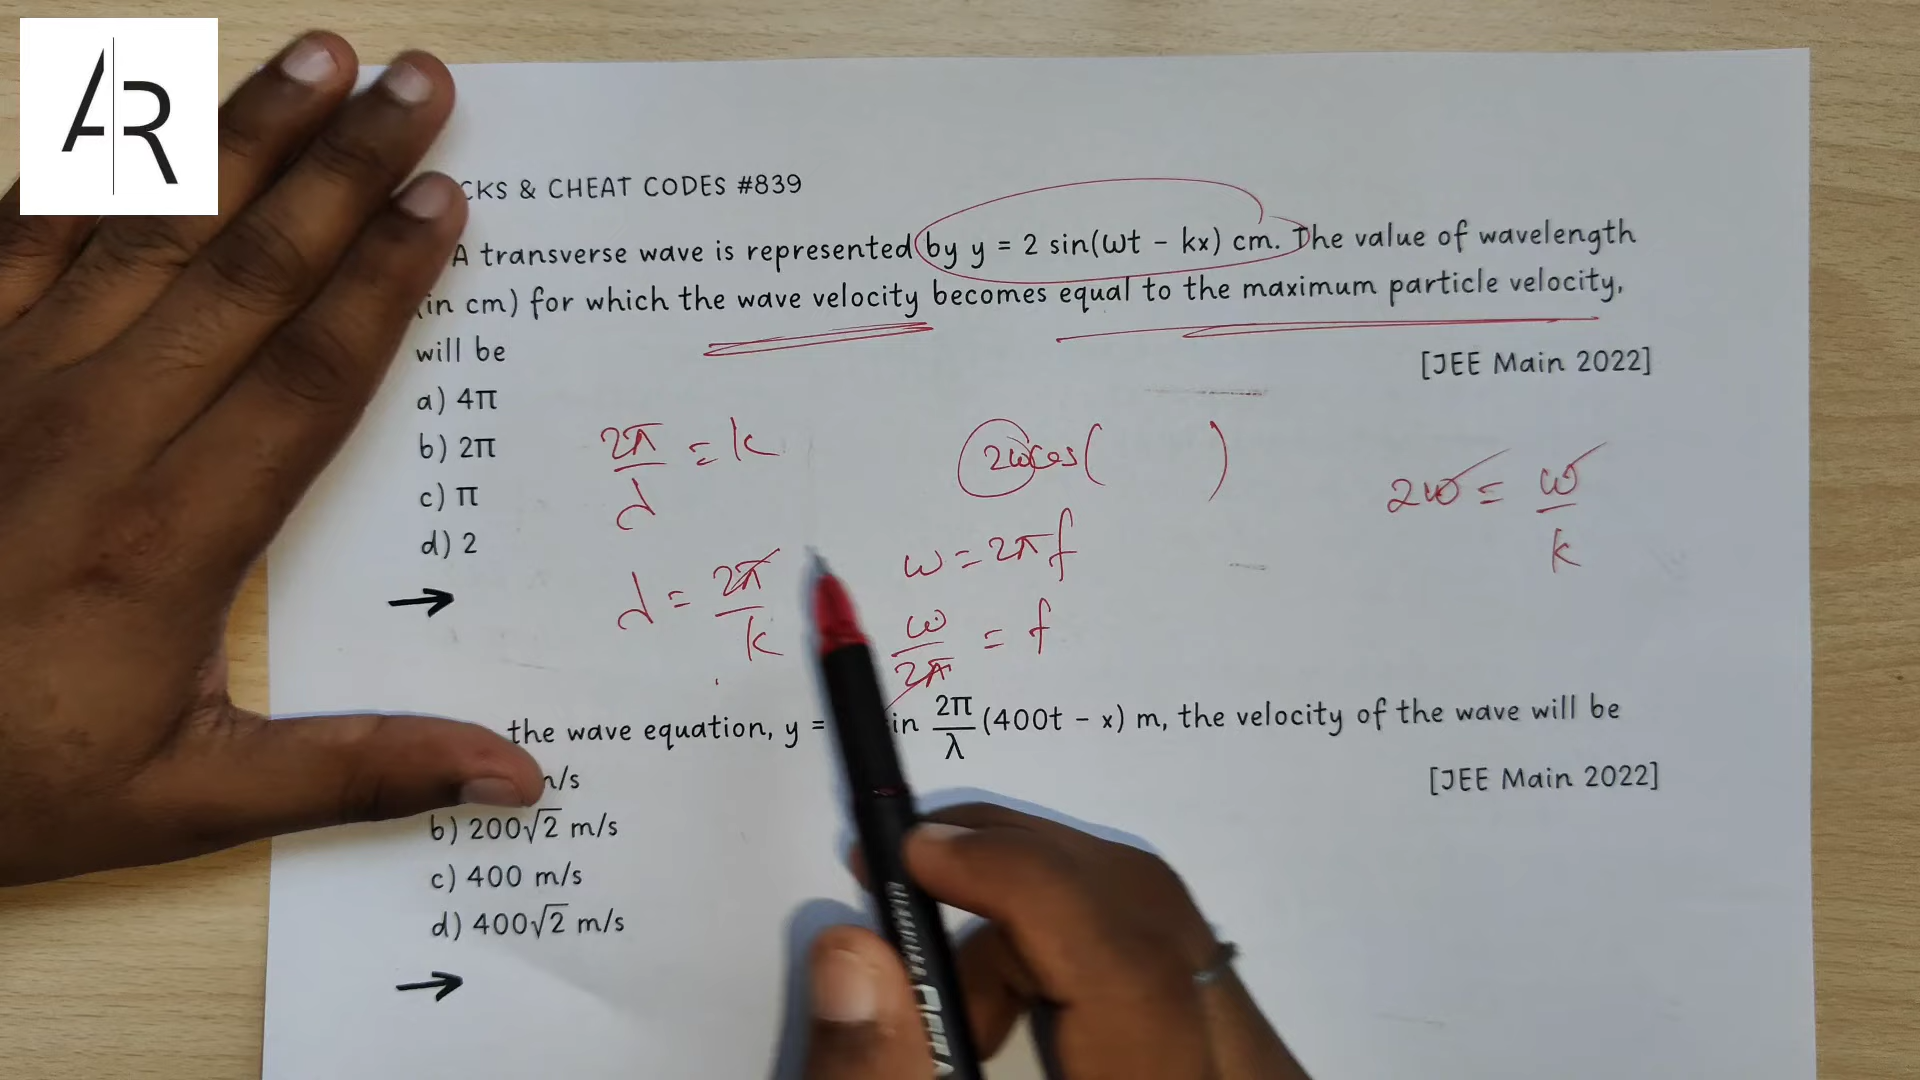 AR
CKS & CHEAT CODES #839
A transverse wave is represented by y = 2 sin(ωt - kx) cm. The value of wavelength
(in cm) for which the wave velocity becomes equal to the maximum particle velocity,
will be
[JEE Main 2022]
a) 4π
b) 2π
c) π
d) 2
2π/λ = k
λ = 2π/k
2ωcos( )
ω = 2πf
ω/2π = f
2ω = ω/k
the wave equation, y = in 2π/λ (400t - x) m, the velocity of the wave will be
[JEE Main 2022]
m/s
b) 200√2 m/s
c) 400 m/s
d) 400√2 m/s